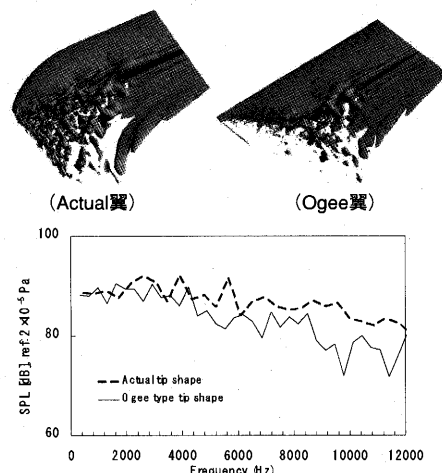 (Actual翼)
(Ogee翼)
100
80
60
SPL [dB], ref.2×10⁻⁵ Pa
Actual tip shape
Ogee type tip shape
0 2000 4000 6000 8000 10000 12000
Frequency (Hz)